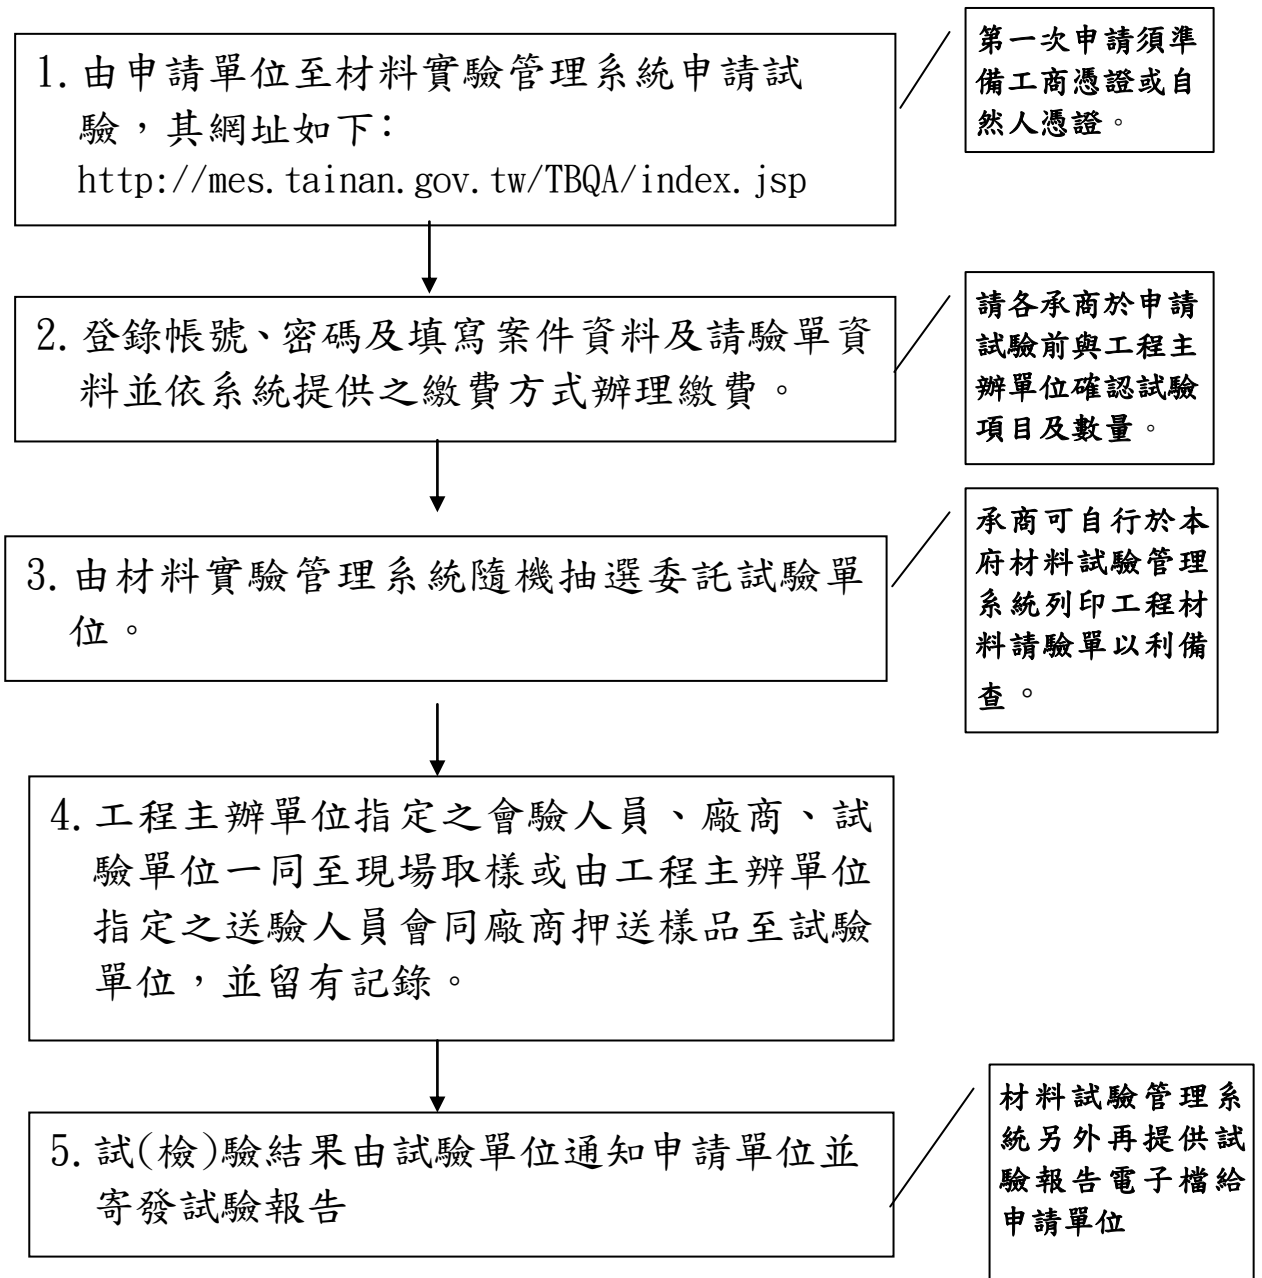 1. 由申請單位至材料實驗管理系統申請試
驗，其網址如下：
http://mes.tainan.gov.tw/TBQA/index.jsp
第一次申請須準
備工商憑證或自
然人憑證。
2. 登錄帳號、密碼及填寫案件資料及請驗單資
料並依系統提供之繳費方式辦理繳費。
請各承商於申請
試驗前與工程主
辦單位確認試驗
項目及數量。
3. 由材料實驗管理系統隨機抽選委託試驗單
位。
承商可自行於本
府材料試驗管理
系統列印工程材
料請驗單以利備
查。
4. 工程主辦單位指定之會驗人員、廠商、試
驗單位一同至現場取樣或由工程主辨單位
指定之送驗人員會同廠商押送樣品至試驗
單位，並留有記錄。
5. 試(檢)驗結果由試驗單位通知申請單位並
寄發試驗報告
材料試驗管理系
統另外再提供試
驗報告電子檔給
申請單位